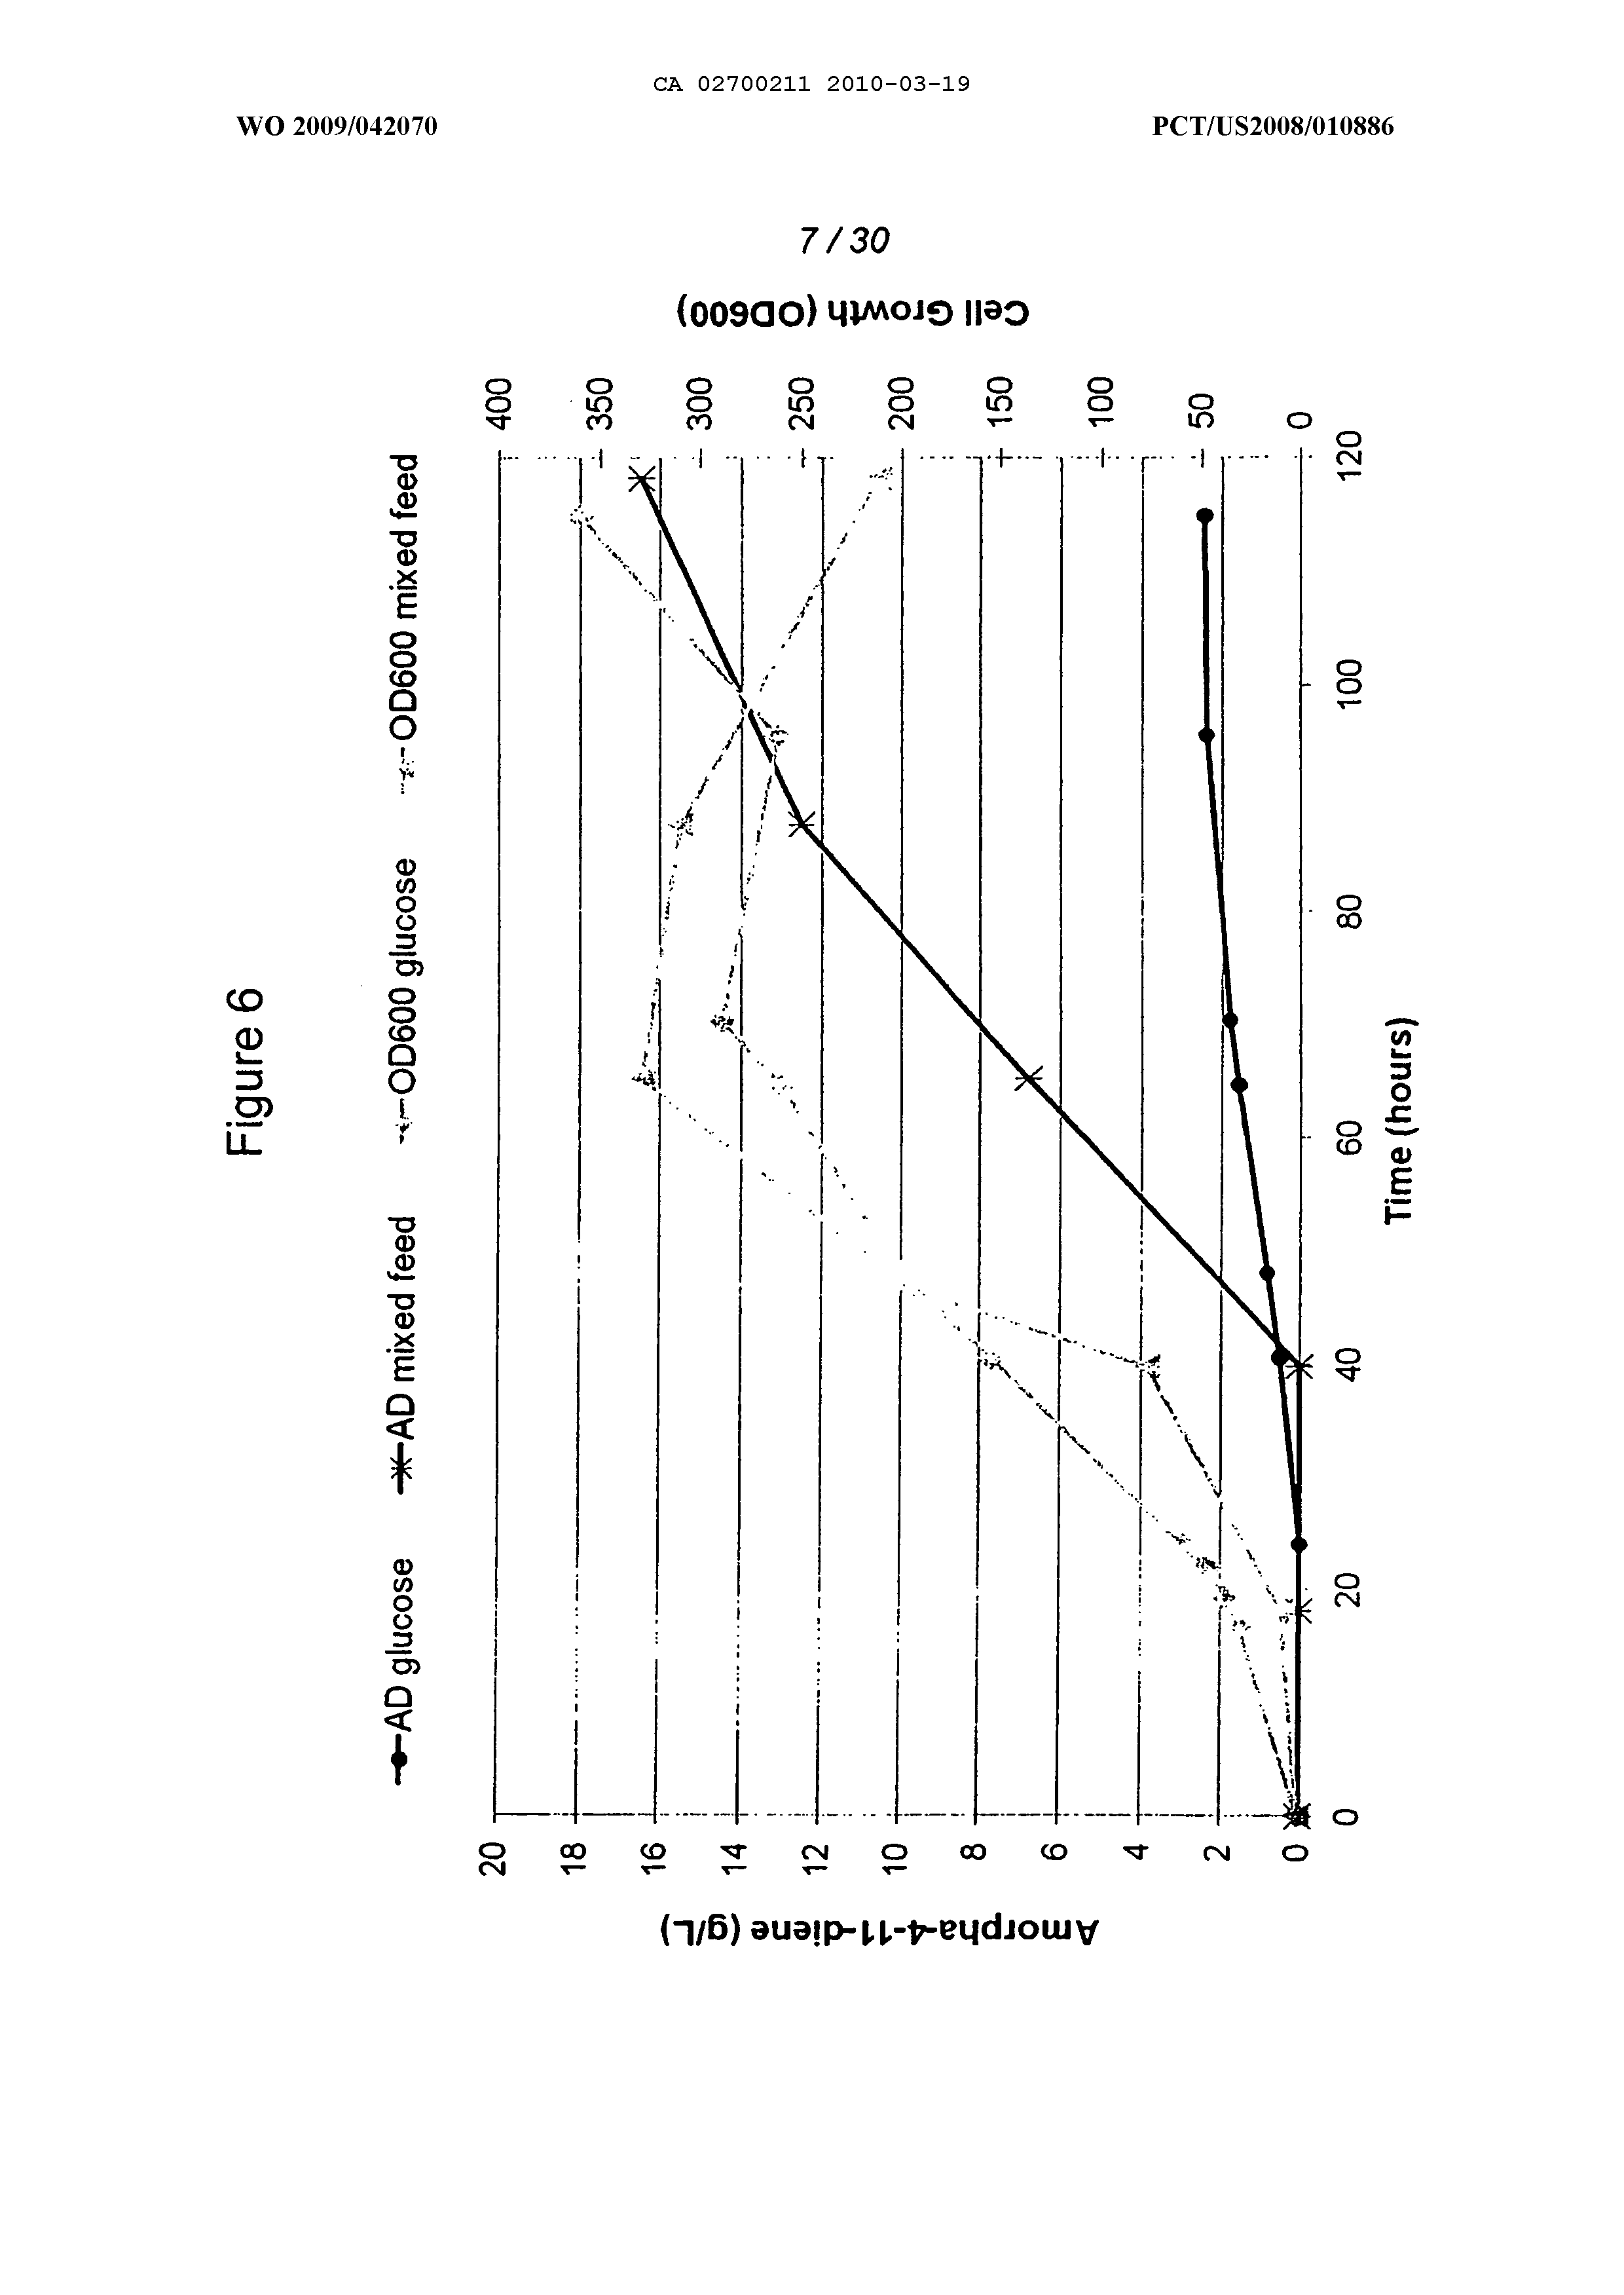 CA 02700211 2010-03-19
WO 2009/042070
PCT/US2008/010886
7 / 30
Figure 6
AD glucose
AD mixed feed
OD600 glucose
OD600 mixed feed
Amorpha-4-11-diene (g/L)
20
18
16
14
12
10
8
6
4
2
0
Cell Growth (OD600)
400
350
300
250
200
150
100
50
0
0
20
40
60
80
100
120
Time (hours)